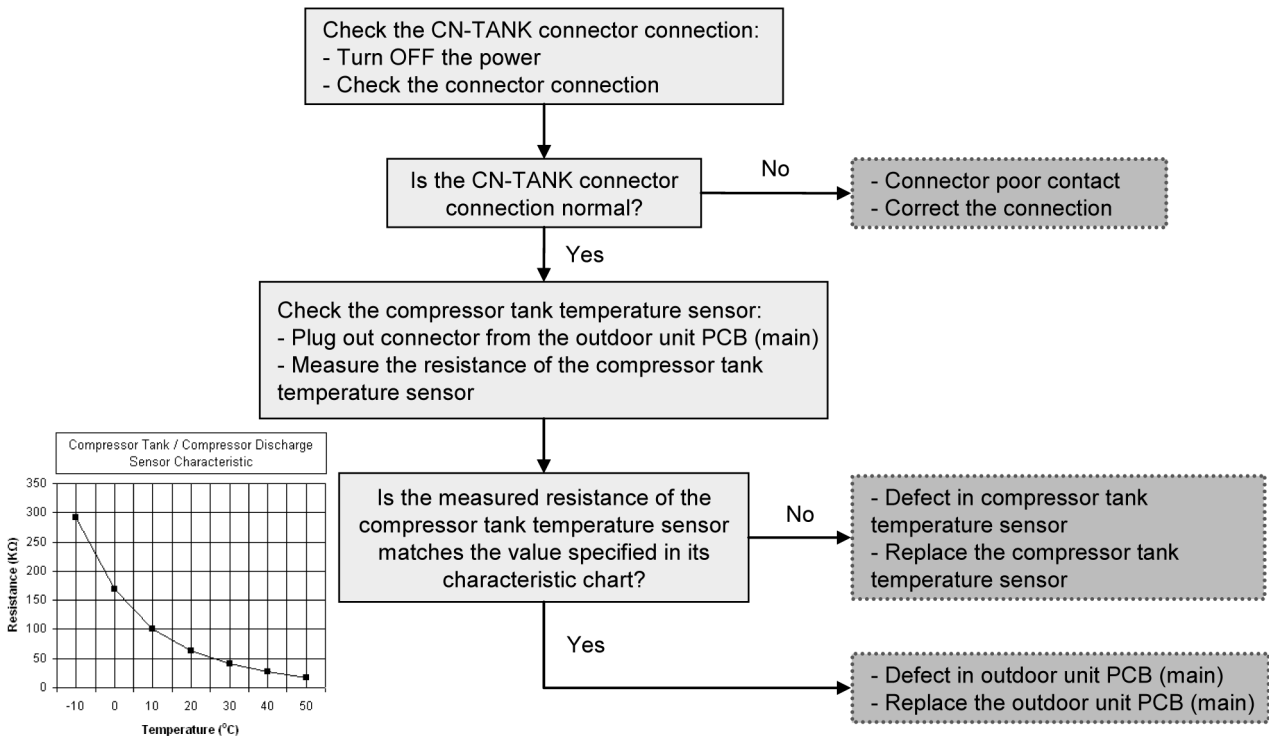 Check the CN-TANK connector connection:
- Turn OFF the power
- Check the connector connection
Is the CN-TANK connector
connection normal?
No
- Connector poor contact
- Correct the connection
Yes
Check the compressor tank temperature sensor:
- Plug out connector from the outdoor unit PCB (main)
- Measure the resistance of the compressor tank
temperature sensor
Compressor Tank / Compressor Discharge
Sensor Characteristic
350
300
250
200
150
100
50
0
Resistance (KΩ)
-10 0 10 20 30 40 50
Temperature (°C)
Is the measured resistance of the
compressor tank temperature sensor
matches the value specified in its
characteristic chart?
No
- Defect in compressor tank
temperature sensor
- Replace the compressor tank
temperature sensor
Yes
- Defect in outdoor unit PCB (main)
- Replace the outdoor unit PCB (main)